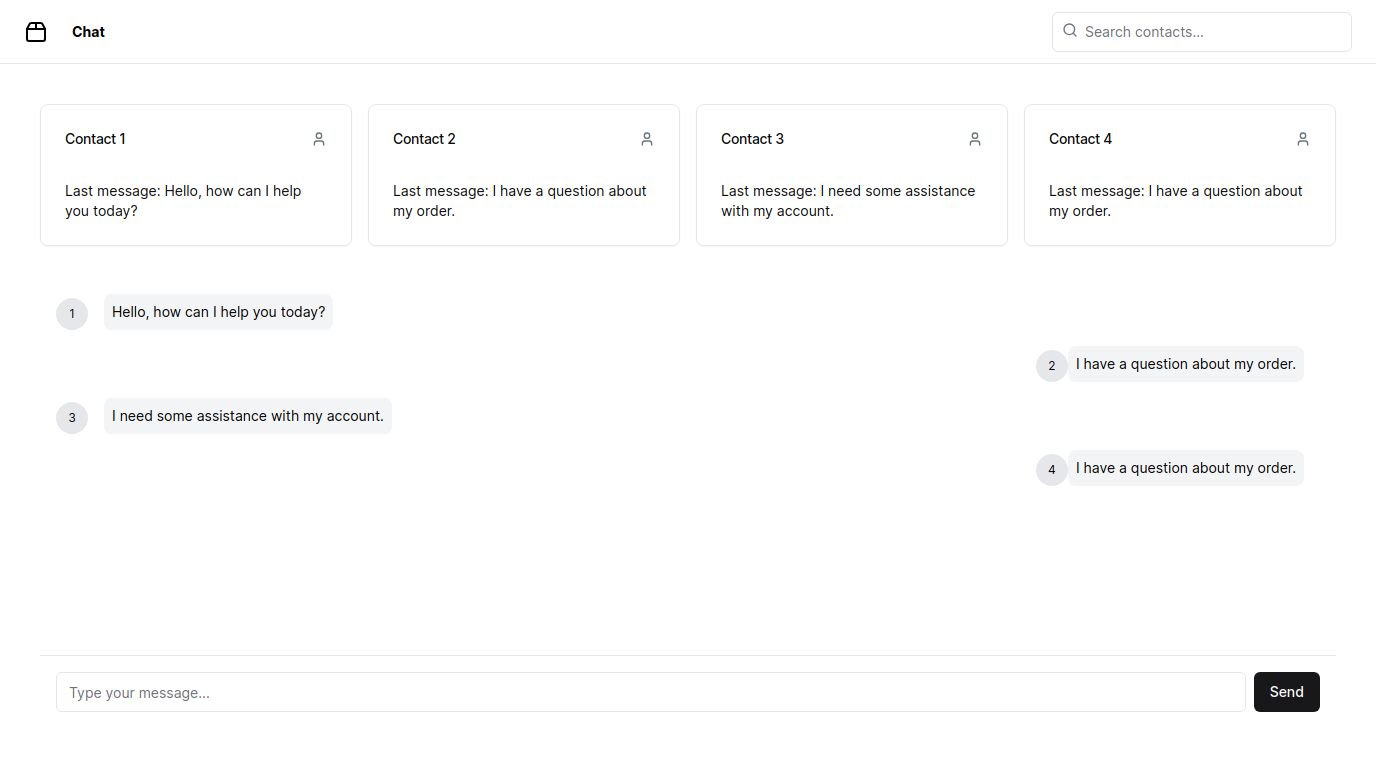 Chat
Search contacts...
Contact 1
Last message: Hello, how can I help
you today?
Contact 2
Last message: I have a question about
my order.
Contact 3
Last message: I need some assistance
with my account.
Contact 4
Last message: I have a question about
my order.
1
Hello, how can I help you today?
2
I have a question about my order.
3
I need some assistance with my account.
4
I have a question about my order.
Type your message...
Send